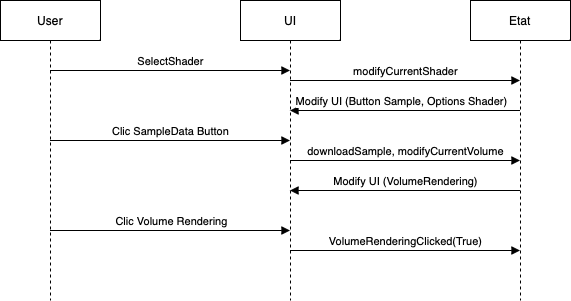 User
UI
Etat
SelectShader
modifyCurrentShader
Modify UI (Button Sample, Options Shader)
Clic SampleData Button
downloadSample, modifyCurrentVolume
Modify UI (VolumeRendering)
Clic Volume Rendering
VolumeRenderingClicked(True)